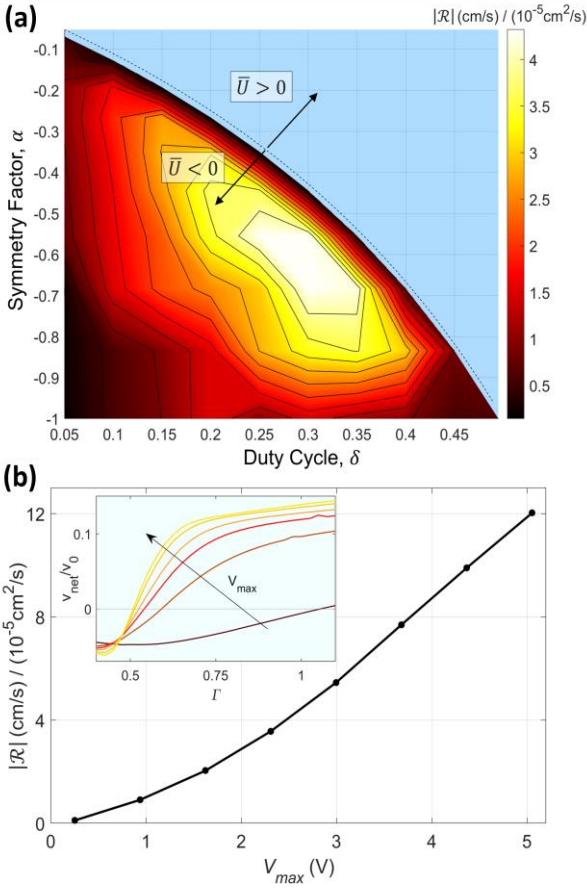 (a)
|ℛ| (cm/s) / (10⁻⁵cm²/s)
-0.1
-0.2
-0.3
-0.4
-0.5
-0.6
-0.7
-0.8
-0.9
-1
Symmetry Factor, α
U̅ > 0
U̅ < 0
0.05 0.1 0.15 0.2 0.25 0.3 0.35 0.4 0.45
Duty Cycle, δ
4
3.5
3
2.5
2
1.5
1
0.5
(b)
|ℛ| (cm/s) / (10⁻⁵cm²/s)
12
8
4
0
0 1 2 3 4 5
V_max (V)
v_net/v_0
0.1
0
V_max
0.5 0.75 1
Γ